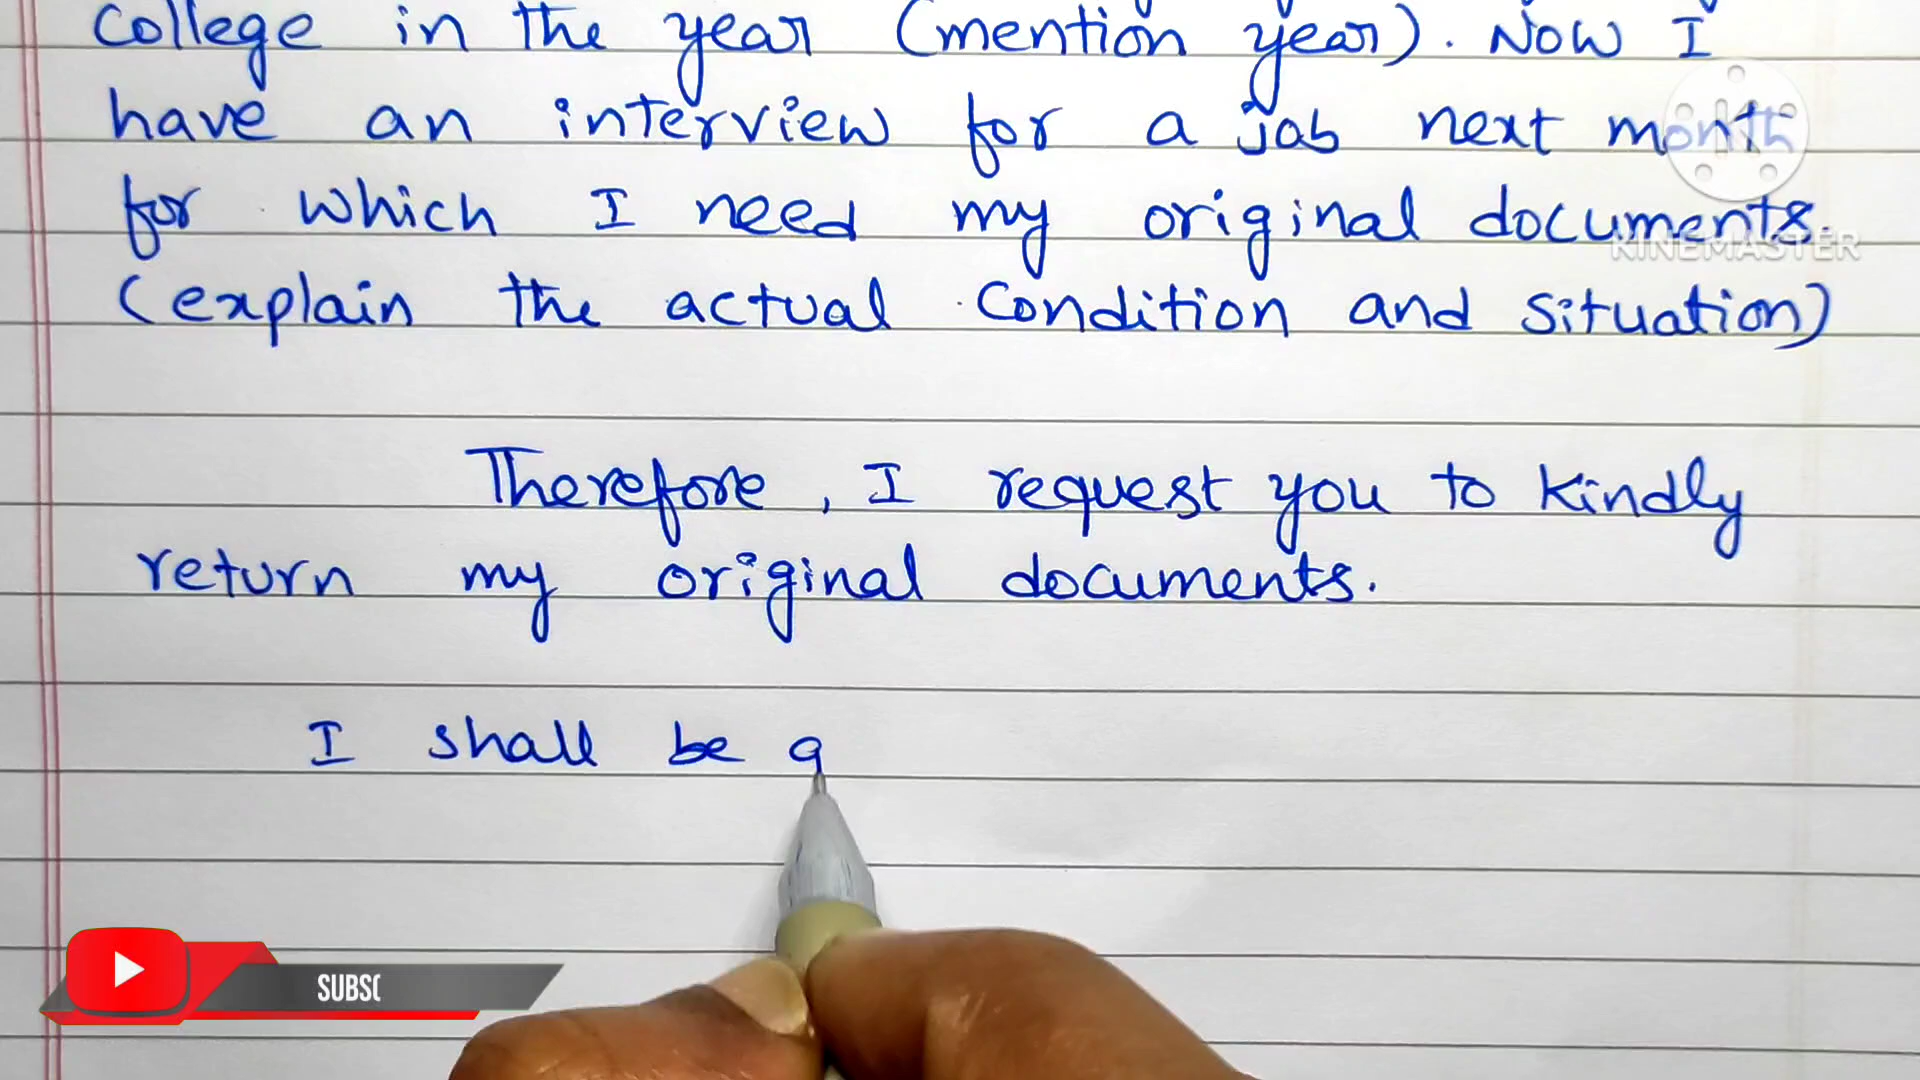 college in the year (mention year). Now I
have an interview for a job next month
for which I need my original documents.
KINEMASTER
(explain the actual condition and situation)
Therefore, I request you to kindly
return my original documents.
I shall be g
SUBSC